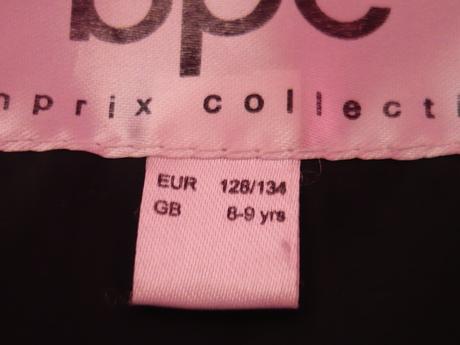 bpc
nprix collecti
EUR 128/134
GB 8-9 yrs